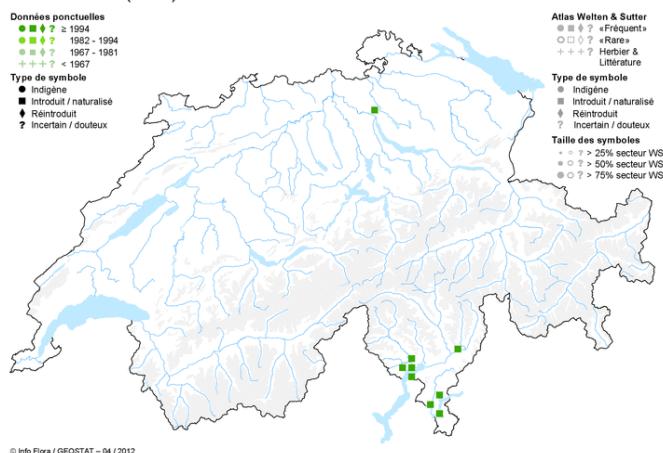 Données ponctuelles
? ≥ 1994
? 1982 - 1994
? 1967 - 1981
+++? < 1967
Type de symbole
Indigène
Introduit / naturalisé
Réintroduit
? Incertain / douteux
Atlas Welten & Sutter
? «Fréquent»
? «Rare»
+++ Herbier &
Littérature
Type de symbole
Indigène
Introduit / naturalisé
Réintroduit
? Incertain / douteux
Taille des symboles
? > 25% secteur WS
? > 50% secteur WS
? > 75% secteur WS
© Info Flora / GEOSTAT – 04 / 2012